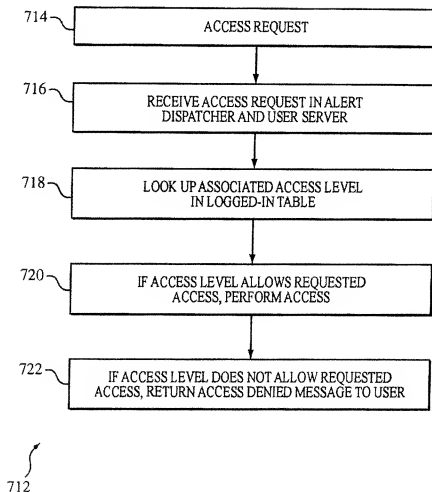 714
ACCESS REQUEST
716
RECEIVE ACCESS REQUEST IN ALERT
DISPATCHER AND USER SERVER
718
LOOK UP ASSOCIATED ACCESS LEVEL
IN LOGGED-IN TABLE
720
IF ACCESS LEVEL ALLOWS REQUESTED
ACCESS, PERFORM ACCESS
722
IF ACCESS LEVEL DOES NOT ALLOW REQUESTED
ACCESS, RETURN ACCESS DENIED MESSAGE TO USER
712